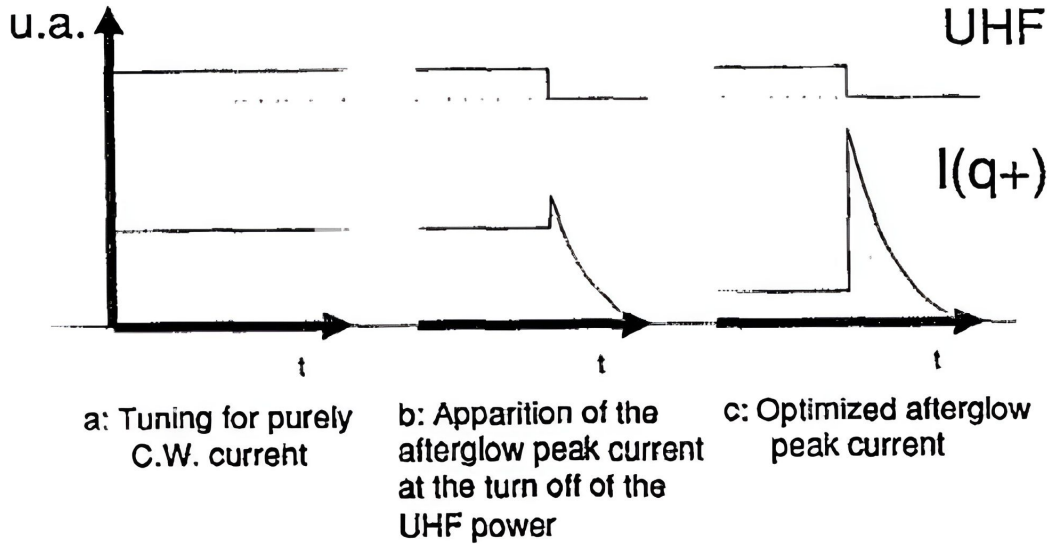 u.a.
UHF
I(q+)
t
t
t
a: Tuning for purely
C.W. current
b: Apparition of the
afterglow peak current
at the turn off of the
UHF power
c: Optimized afterglow
peak current